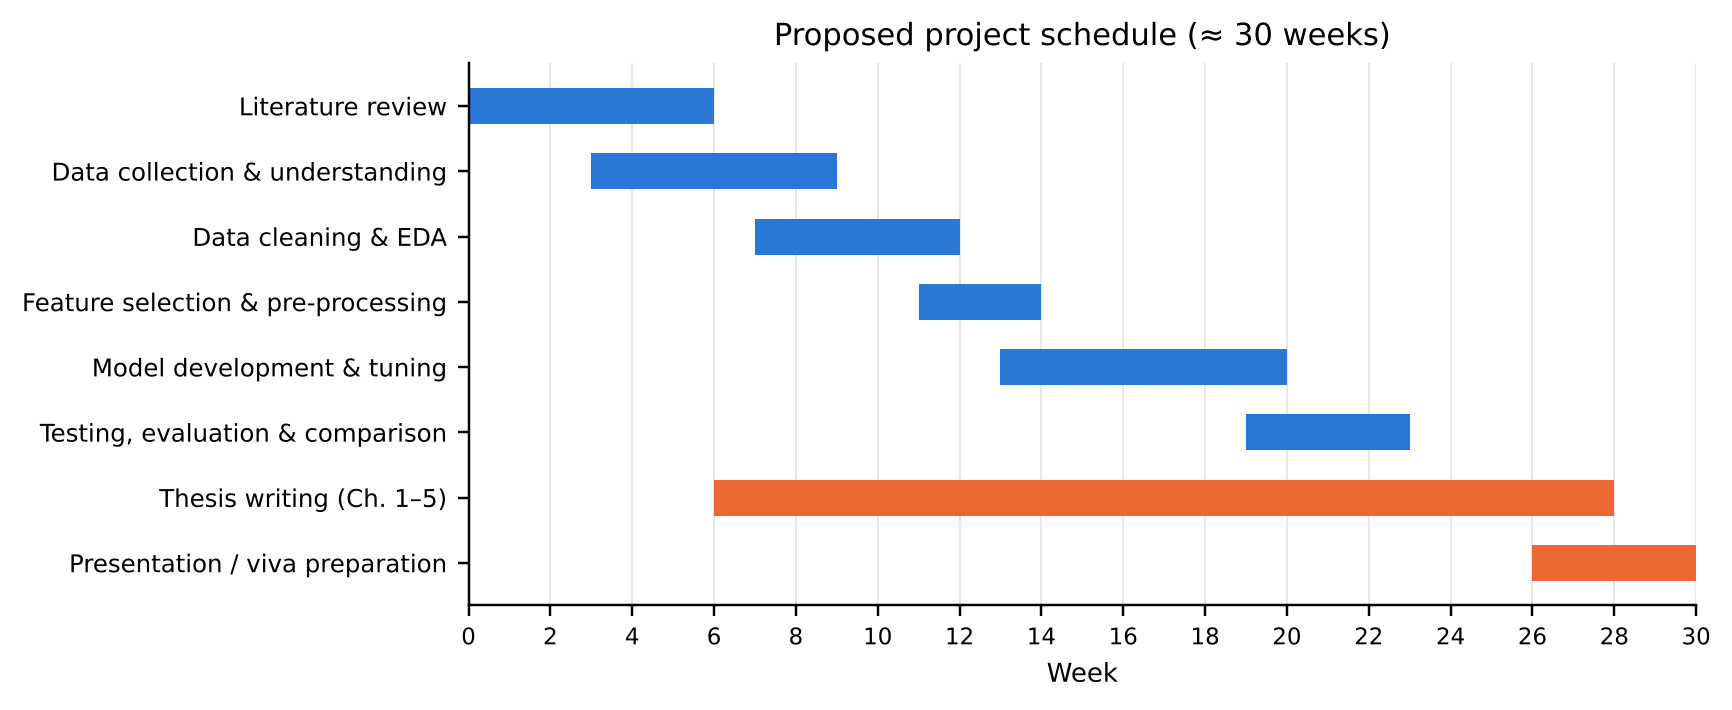 Proposed project schedule (≈ 30 weeks)
Literature review
Data collection & understanding
Data cleaning & EDA
Feature selection & pre-processing
Model development & tuning
Testing, evaluation & comparison
Thesis writing (Ch. 1–5)
Presentation / viva preparation
0 2 4 6 8 10 12 14 16 18 20 22 24 26 28 30
Week